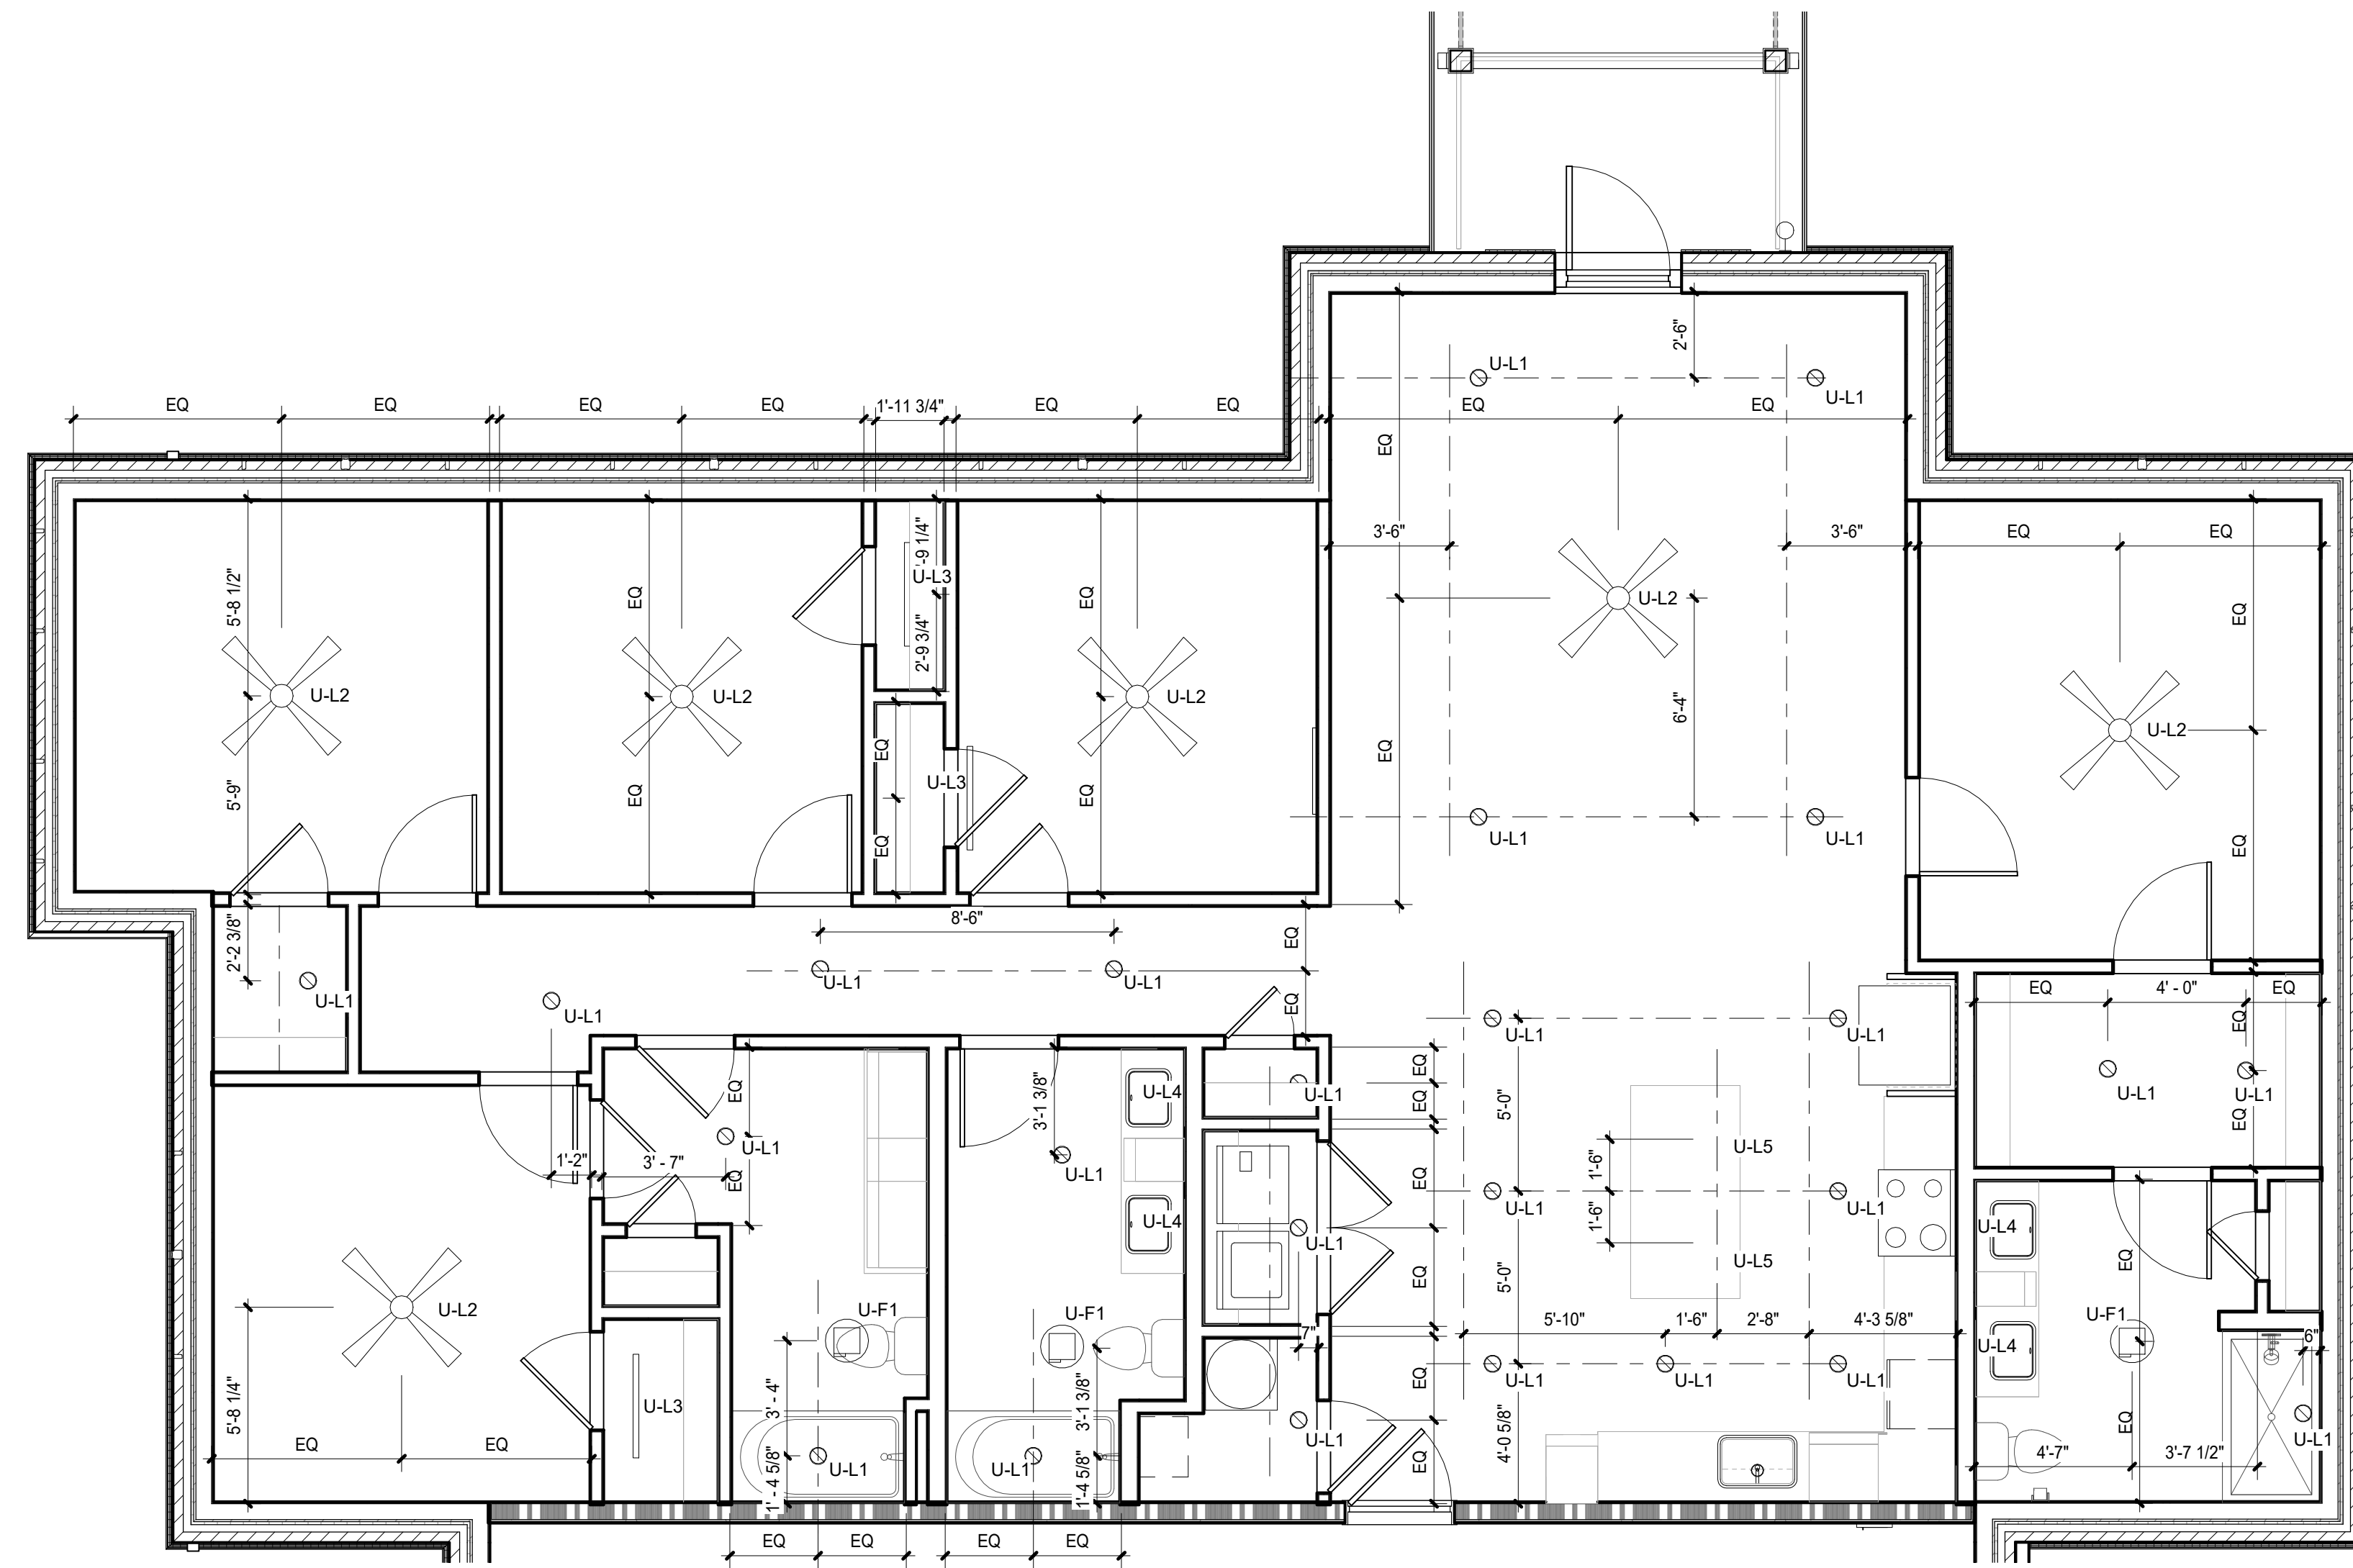 2'-6"
U-L1
U-L1
EQ
EQ
EQ
EQ
1'-11 3/4"
EQ
EQ
EQ
EQ
EQ
3'-6"
3'-6"
EQ
EQ
5'-8 1/2"
EQ
EQ
-9 1/4"
U-L3
U-L2
EQ
2'-9 3/4"
U-L2
U-L2
U-L2
6'-4"
U-L2
EQ
EQ
5'-9"
EQ
EQ
U-L3
EQ
U-L1
U-L1
EQ
EQ
8'-6"
2'-2 3/8"
EQ
U-L1
U-L1
U-L1
EQ
4' - 0"
EQ
U-L1
U-L1
EQ
U-L1
U-L1
EQ
EQ
EQ
3'-1 3/8"
U-L4
U-L1
EQ
5'-0"
U-L1
U-L1
EQ
U-L1
1'-2"
3' - 7"
EQ
U-L1
EQ
1'-6"
U-L5
U-L4
U-L1
1'-6"
U-L1
U-L1
U-L4
EQ
5'-0"
U-L5
EQ
U-L2
U-F1
U-F1
7"
5'-10"
1'-6"
2'-8"
4'-3 5/8"
U-F1
6"
U-L4
U-L1
U-L1
U-L1
EQ
5'-8 1/4"
U-L3
3' - 4"
3'-1 3/8"
EQ
EQ
U-L1
4'-0 5/8"
EQ
EQ
U-L1
4'-7"
3'-7 1/2"
1' - 4 5/8"
U-L1
U-L1
1'-4 5/8"
EQ
EQ
EQ
EQ